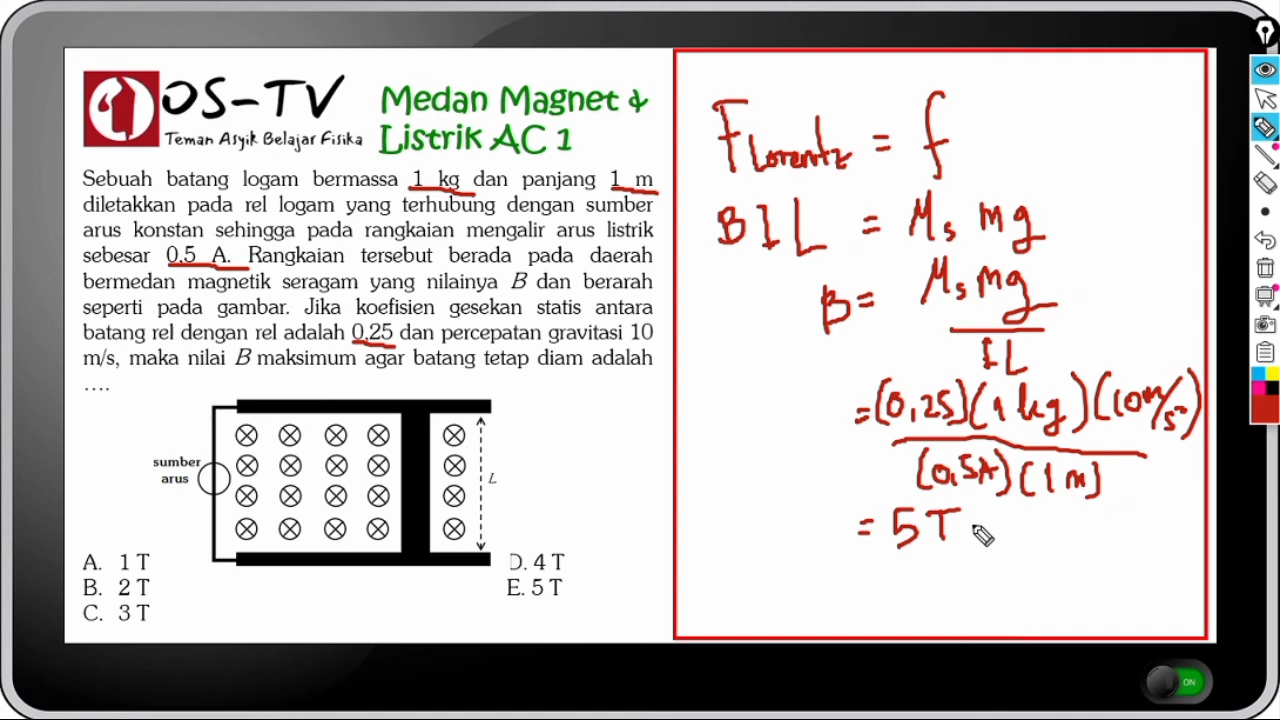 OS-TV
Teman Asyik Belajar Fisika
Medan Magnet &
Listrik AC 1
Sebuah batang logam bermassa 1 kg dan panjang 1 m
diletakkan pada rel logam yang terhubung dengan sumber
arus konstan sehingga pada rangkaian mengalir arus listrik
sebesar 0,5 A. Rangkaian tersebut berada pada daerah
bermedan magnetik seragam yang nilainya B dan berarah
seperti pada gambar. Jika koefisien gesekan statis antara
batang rel dengan rel adalah 0,25 dan percepatan gravitasi 10
m/s, maka nilai B maksimum agar batang tetap diam adalah
....
sumber
arus
L
A. 1 T
B. 2 T
C. 3 T
D. 4 T
E. 5 T
F Lorentz = f
B I L = μs mg
B = μs mg
I L
= (0,25)(1 kg)(10 m/s²)
(0,5A)(1 m)
= 5 T
ON